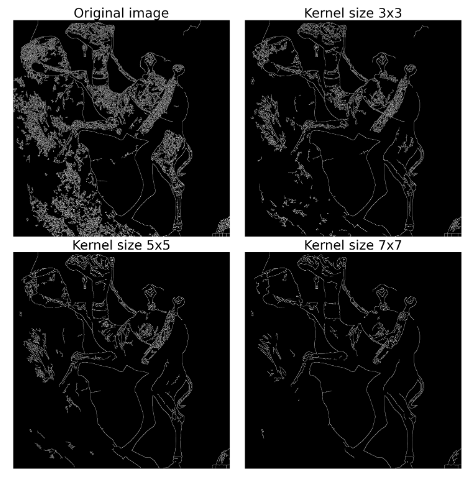 Original image
Kernel size 3x3
Kernel size 5x5
Kernel size 7x7